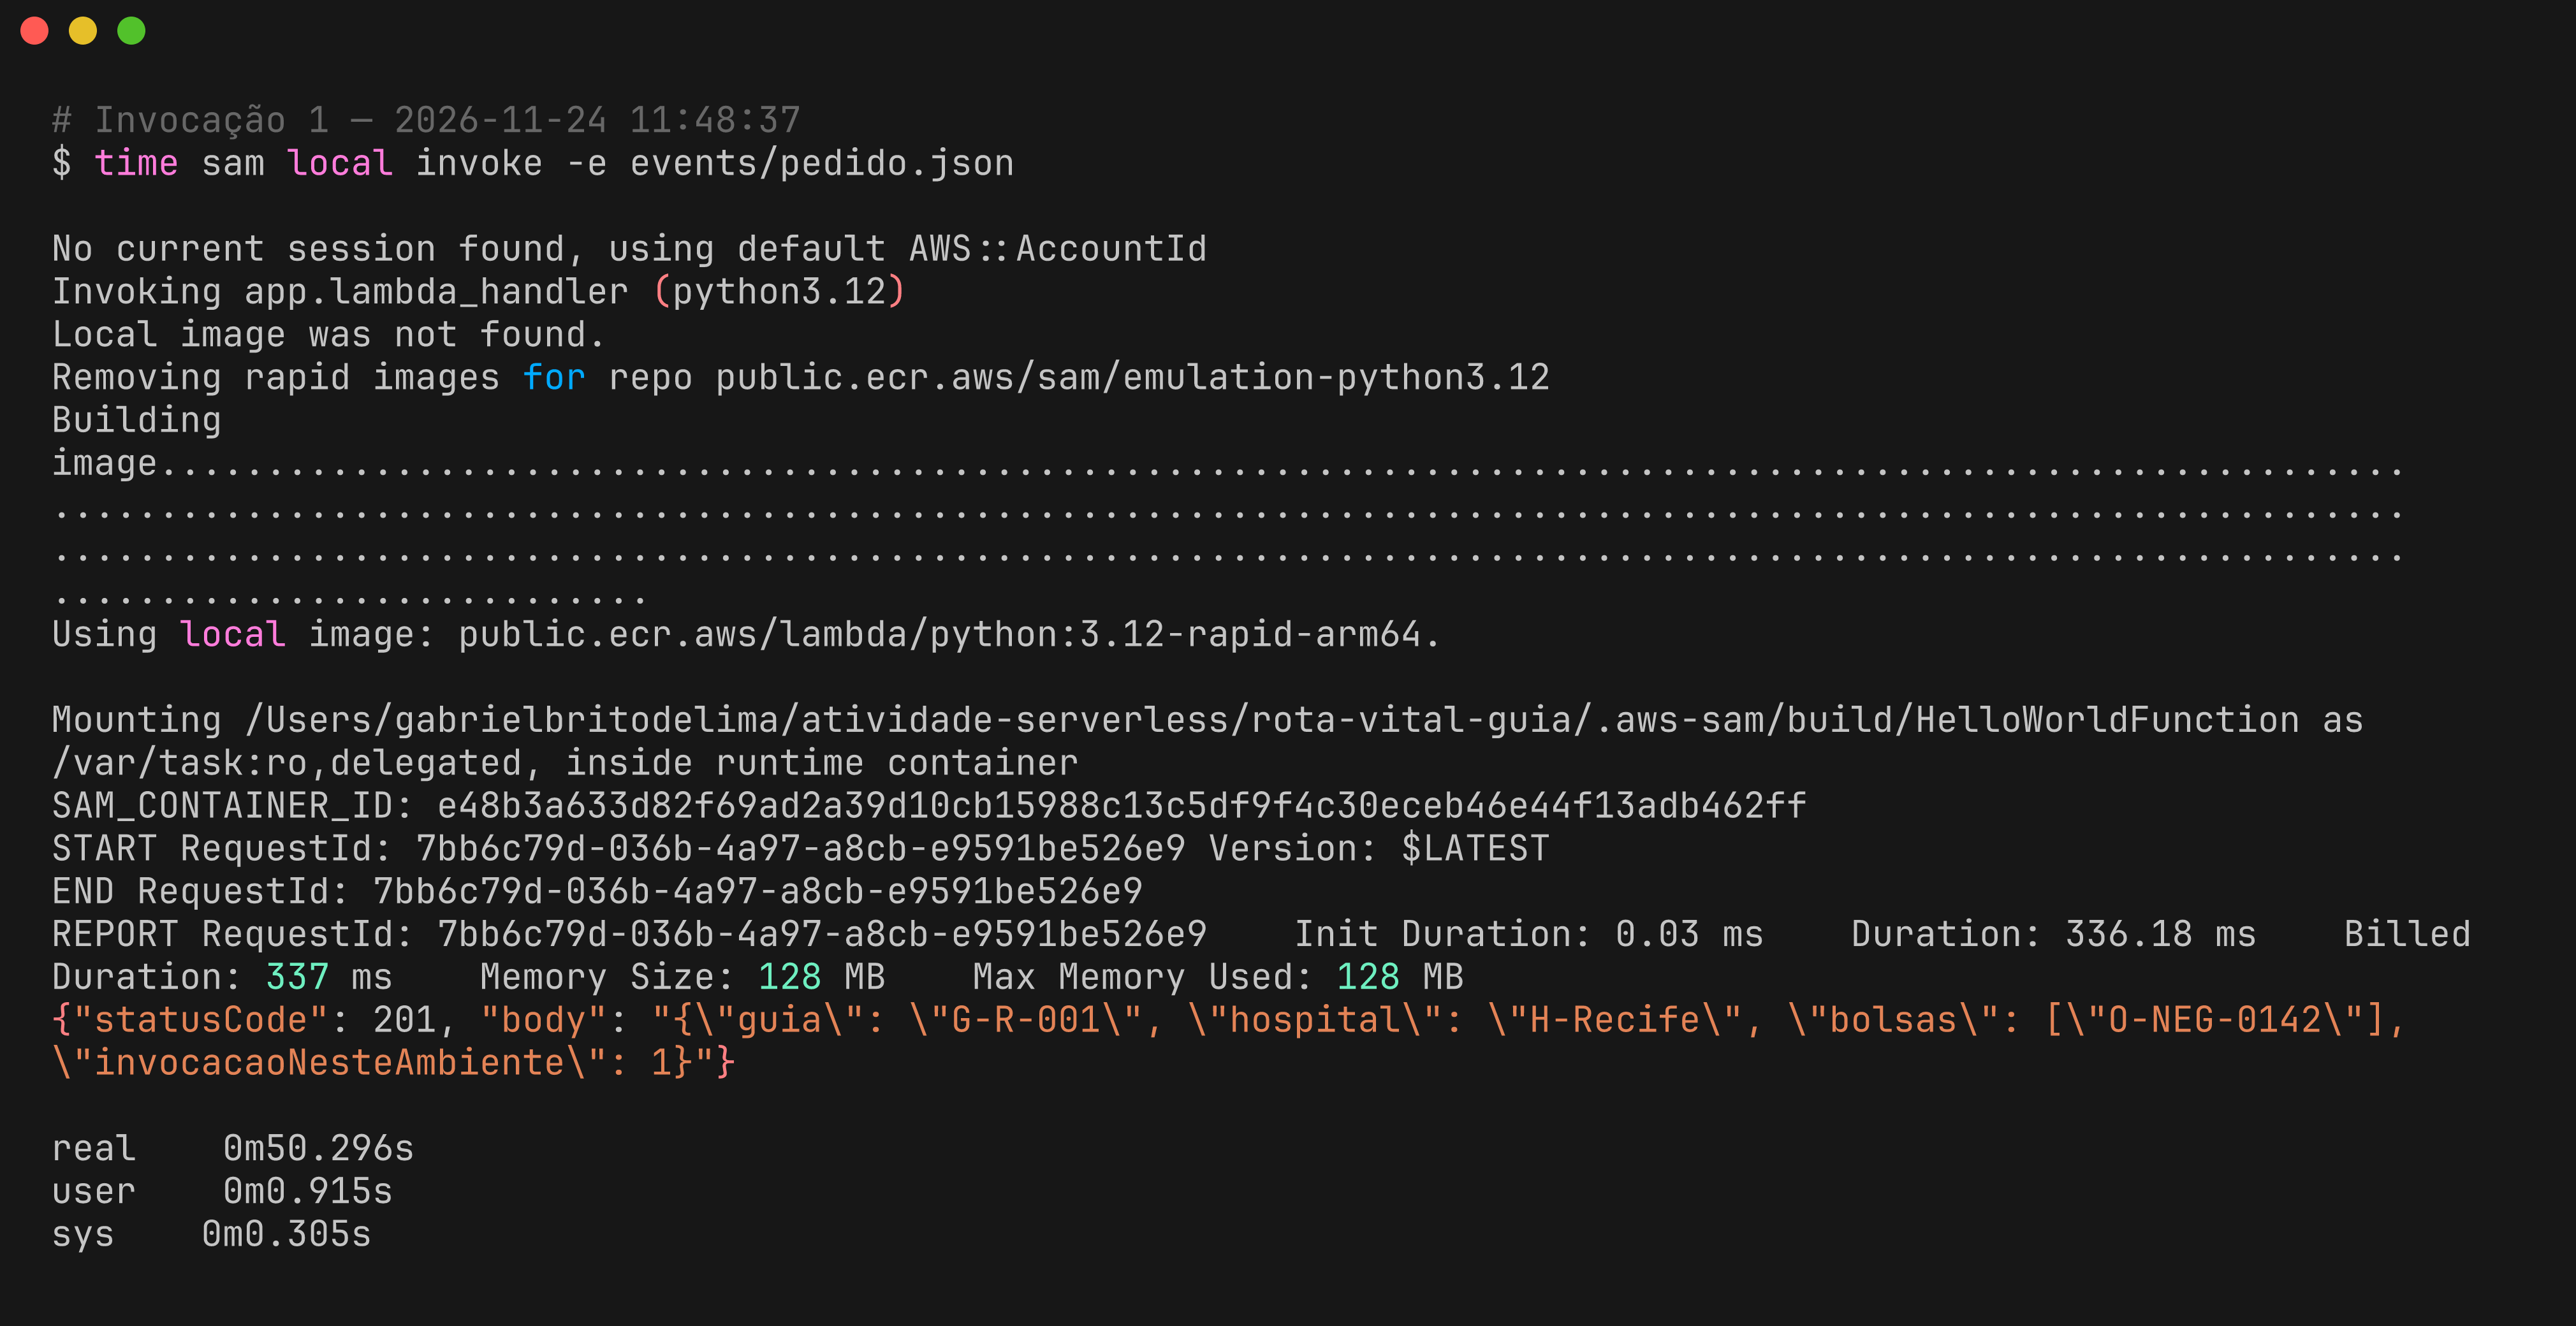 # Invocação 1 — 2026-11-24 11:48:37
$ time sam local invoke -e events/pedido.json
No current session found, using default AWS::AccountId
Invoking app.lambda_handler (python3.12)
Local image was not found.
Removing rapid images for repo public.ecr.aws/sam/emulation-python3.12
Building
image.........................................................................................................
..............................................................................................................
..............................................................................................................
............................
Using local image: public.ecr.aws/lambda/python:3.12-rapid-arm64.
Mounting /Users/gabrielbritodelima/atividade-serverless/rota-vital-guia/.aws-sam/build/HelloWorldFunction as
/var/task:ro,delegated, inside runtime container
SAM_CONTAINER_ID: e48b3a633d82f69ad2a39d10cb15988c13c5df9f4c30eceb46e44f13adb462ff
START RequestId: 7bb6c79d-036b-4a97-a8cb-e9591be526e9 Version: $LATEST
END RequestId: 7bb6c79d-036b-4a97-a8cb-e9591be526e9
REPORT RequestId: 7bb6c79d-036b-4a97-a8cb-e9591be526e9    Init Duration: 0.03 ms    Duration: 336.18 ms    Billed
Duration: 337 ms    Memory Size: 128 MB    Max Memory Used: 128 MB
{"statusCode": 201, "body": "{\"guia\": \"G-R-001\", \"hospital\": \"H-Recife\", \"bolsas\": [\"O-NEG-0142\"],
\"invocacaoNesteAmbiente\": 1}"}
real    0m50.296s
user    0m0.915s
sys    0m0.305s